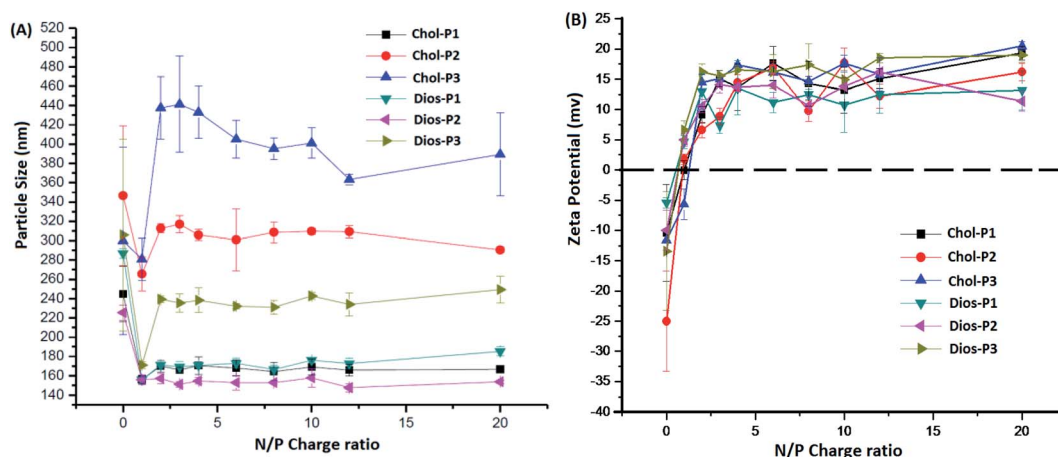 (A)
520
500
480
460
440
420
400
380
360
340
320
300
280
260
240
220
200
180
160
140
Particle Size (nm)
Chol-P1
Chol-P2
Chol-P3
Dios-P1
Dios-P2
Dios-P3
0 5 10 15 20
N/P Charge ratio
(B)
25
20
15
10
5
0
-5
-10
-15
-20
-25
-30
-35
-40
Zeta Potential (mv)
Chol-P1
Chol-P2
Chol-P3
Dios-P1
Dios-P2
Dios-P3
0 5 10 15 20
N/P Charge ratio